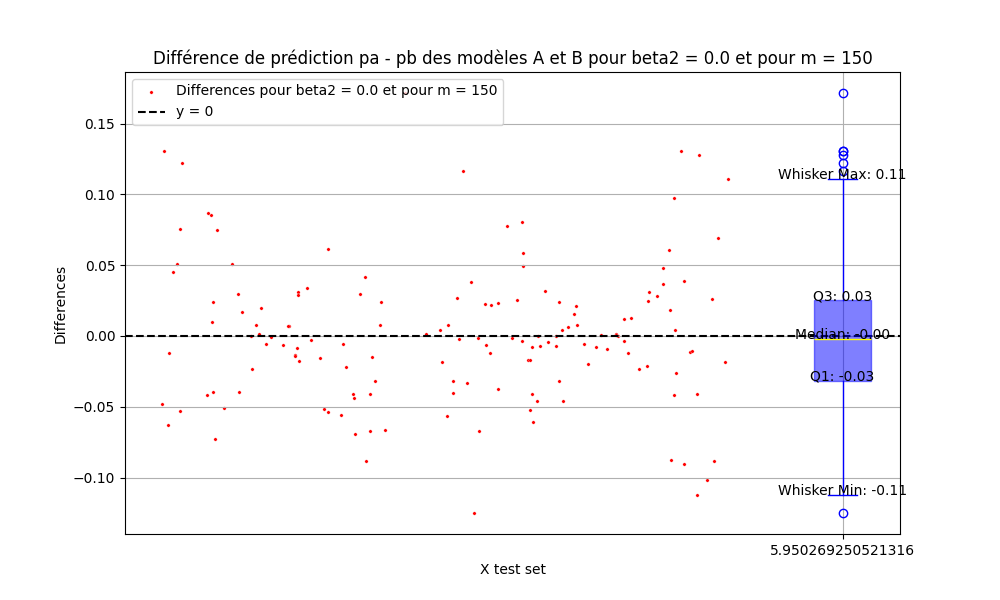 Différence de prédiction pa - pb des modèles A et B pour beta2 = 0.0 et pour m = 150
Differences pour beta2 = 0.0 et pour m = 150
y = 0
0.15
0.10
0.05
0.00
−0.05
−0.10
Differences
Whisker Max: 0.11
Q3: 0.03
Median: -0.00
Q1: -0.03
Whisker Min: -0.11
5.950269250521316
X test set